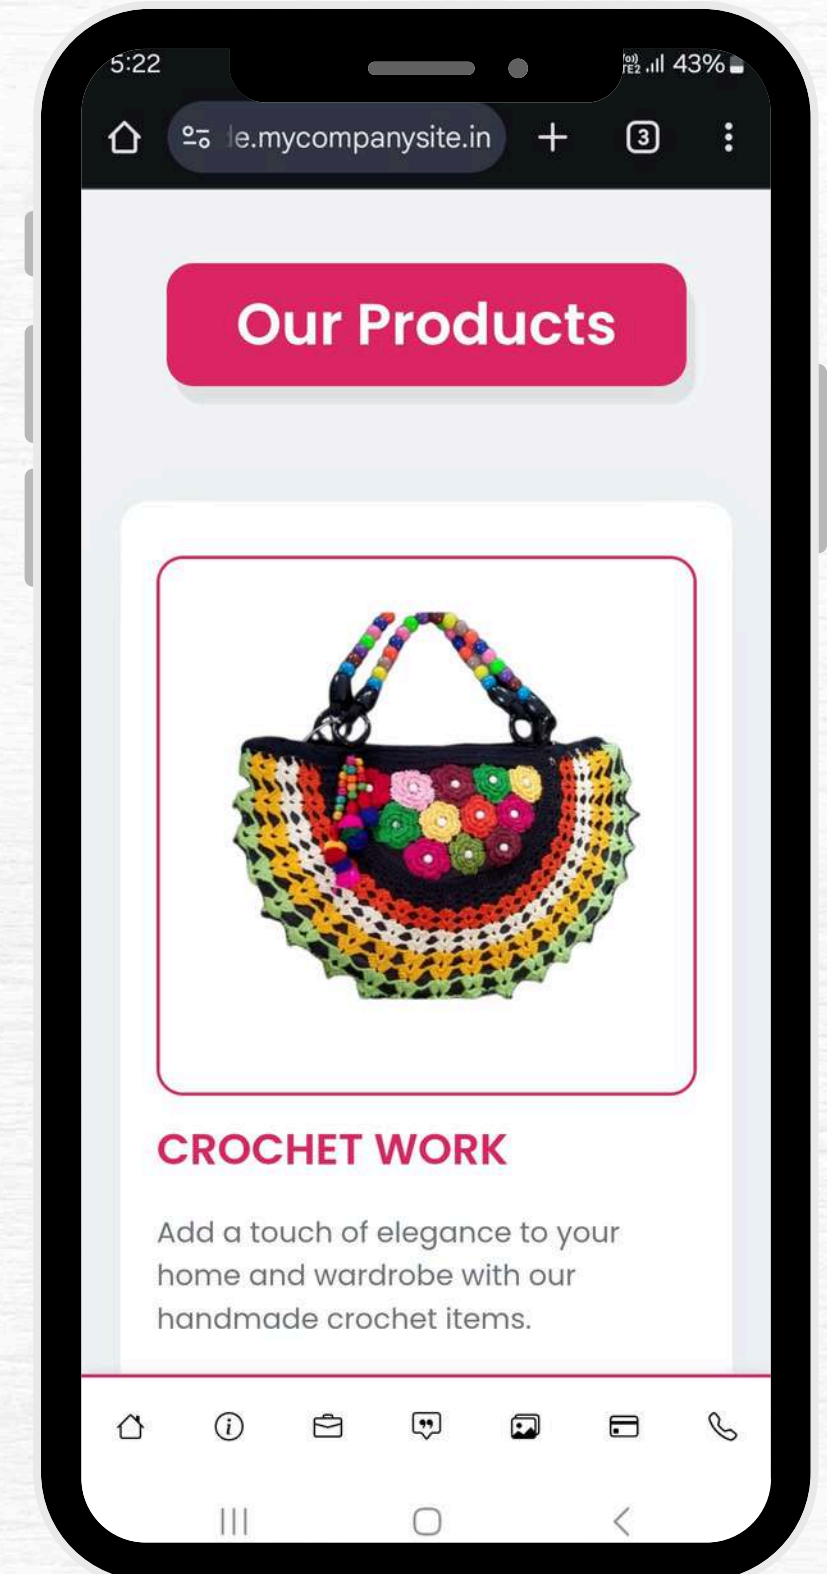 5:22
43%
e.mycompanysite.in
3
Our Products
CROCHET WORK
Add a touch of elegance to your
home and wardrobe with our
handmade crochet items.